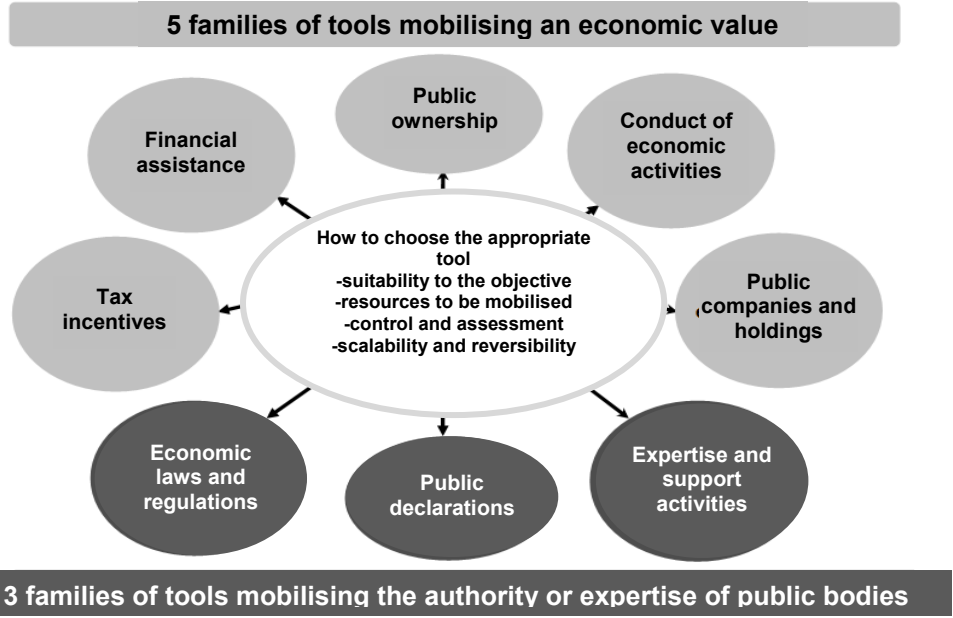 5 families of tools mobilising an economic value
Public
ownership
Financial
assistance
Conduct of
economic
activities
How to choose the appropriate
tool
-suitability to the objective
-resources to be mobilised
-control and assessment
-scalability and reversibility
Tax
incentives
Public
companies and
holdings
Economic
laws and
regulations
Public
declarations
Expertise and
support
activities
3 families of tools mobilising the authority or expertise of public bodies